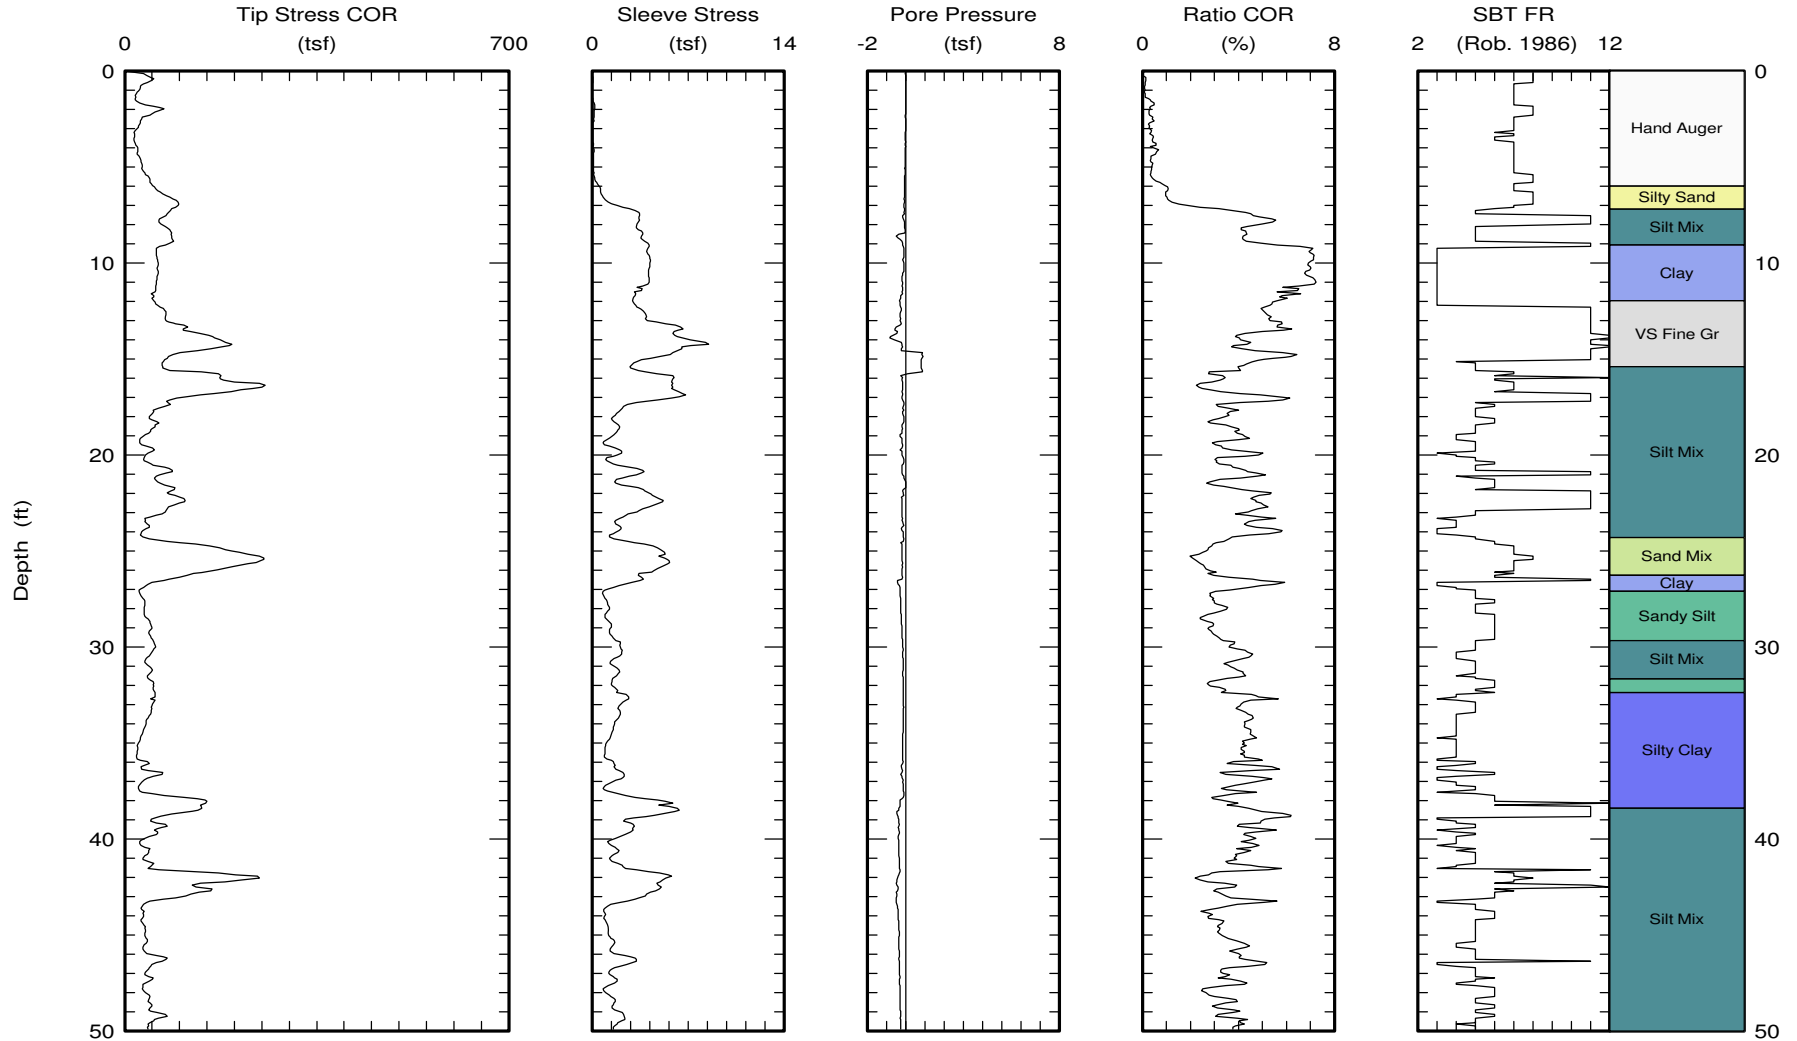 Tip Stress COR Sleeve Stress Pore Pressure Ratio COR SBT FR
0 (tsf) 700 0 (tsf) 14 -2 (tsf) 8 0 (%) 8 2 (Rob. 1986) 12
0 0
Hand Auger
Silty Sand
Silt Mix
10 Clay 10
VS Fine Gr
20 Silt Mix 20
Depth (ft)
Sand Mix
Clay
Sandy Silt
30 30
Silt Mix
Silty Clay
40 40
Silt Mix
50 50